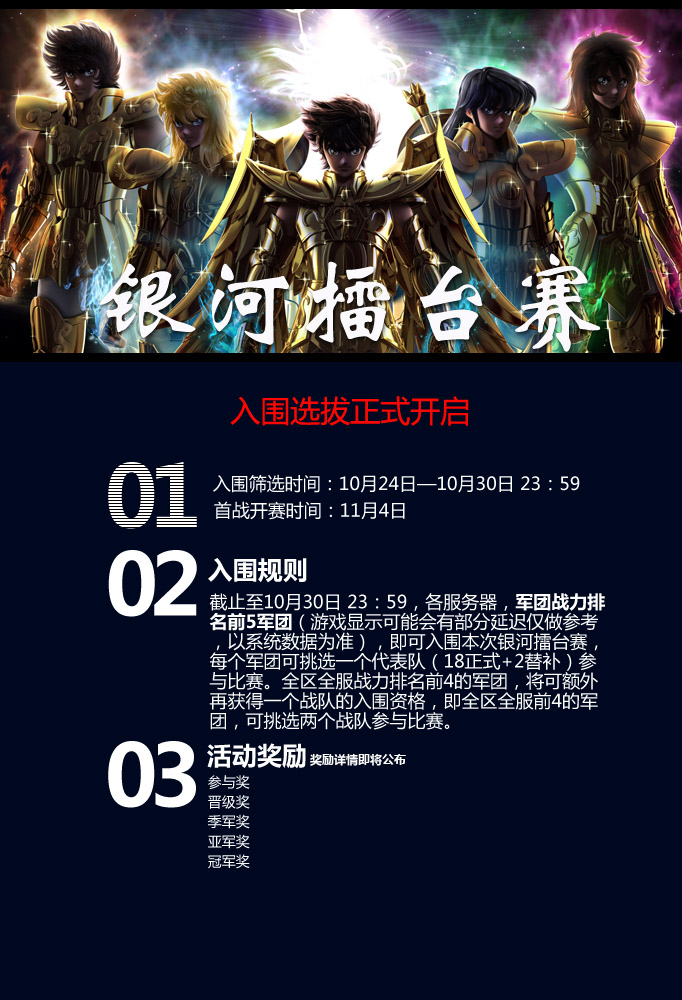 银河擂台赛
入围选拔正式开启
01
入围筛选时间：10月24日—10月30日 23：59
首战开赛时间：11月4日
02
入围规则
截止至10月30日 23：59，各服务器，军团战力排
名前5军团（游戏显示可能会有部分延迟仅做参考
，以系统数据为准），即可入围本次银河擂台赛，
每个军团可挑选一个代表队（18正式+2替补）参
与比赛。全区全服战力排名前4的军团，将可额外
再获得一个战队的入围资格，即全区全服前4的军
团，可挑选两个战队参与比赛。
03
活动奖励 奖励详情即将公布
参与奖
晋级奖
季军奖
亚军奖
冠军奖